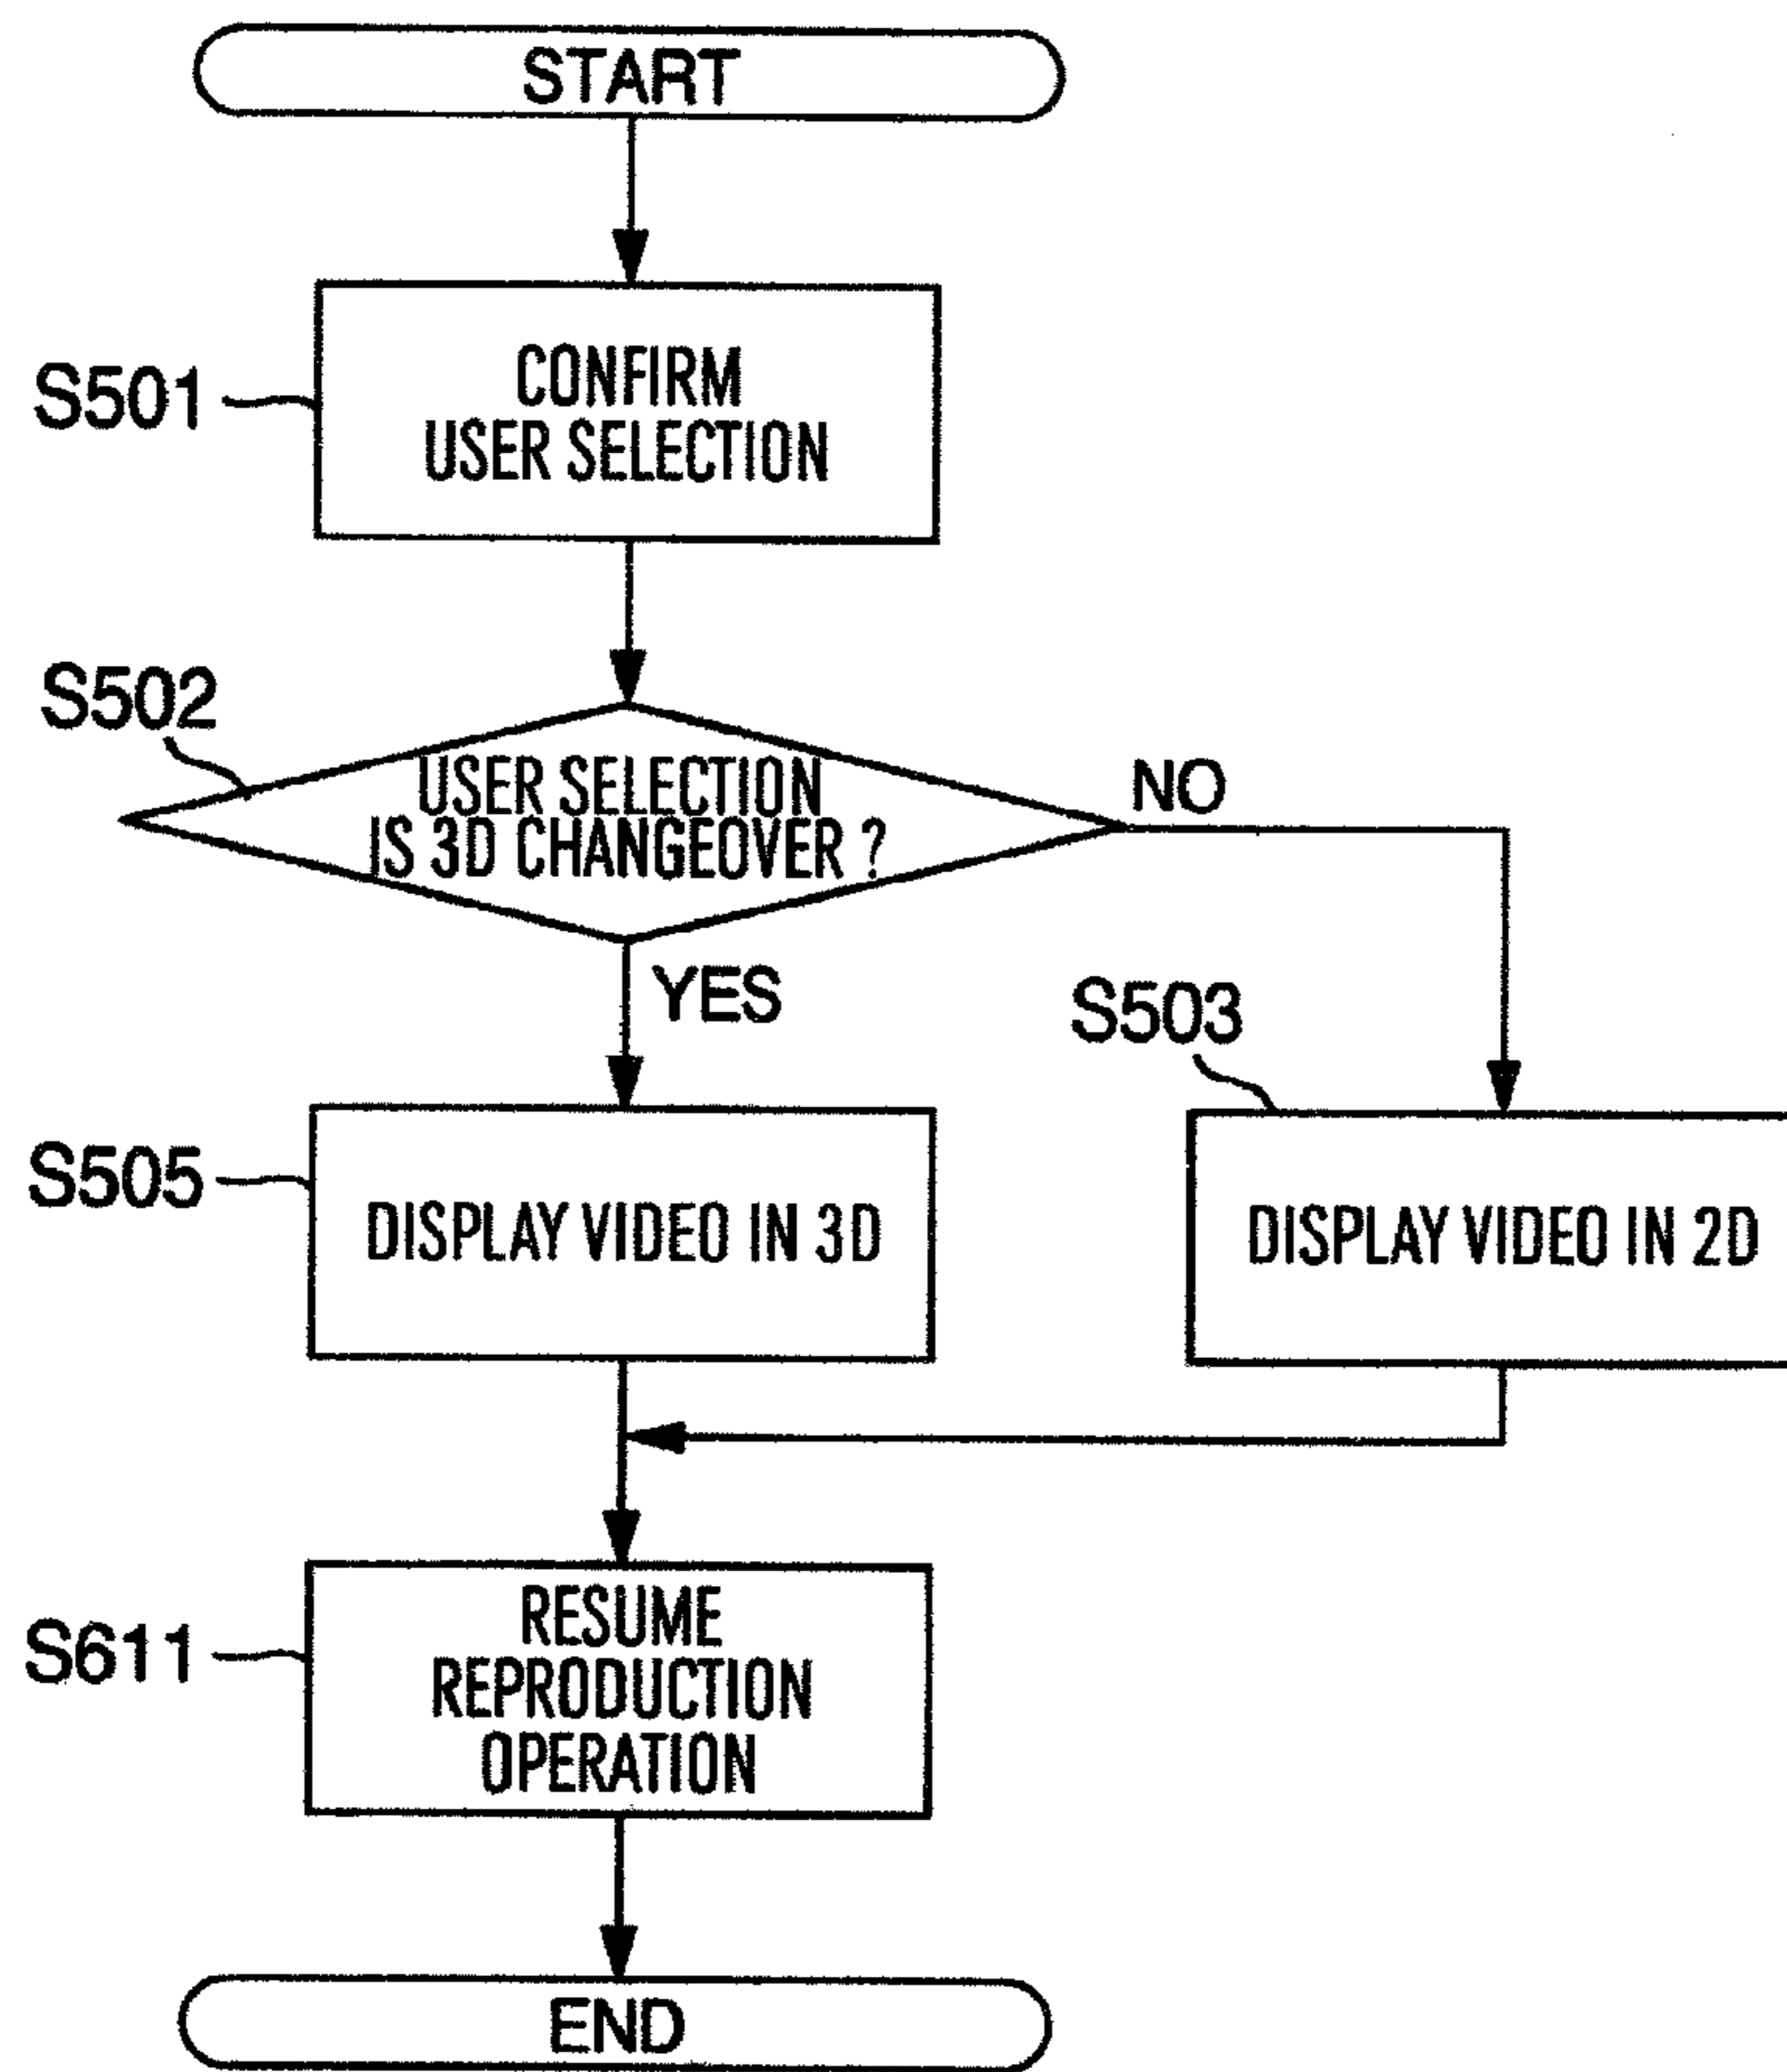 START
S501
CONFIRM
USER SELECTION
S502
USER SELECTION
IS 3D CHANGEOVER ?
NO
YES
S503
S505
DISPLAY VIDEO IN 3D
DISPLAY VIDEO IN 2D
S611
RESUME
REPRODUCTION
OPERATION
END